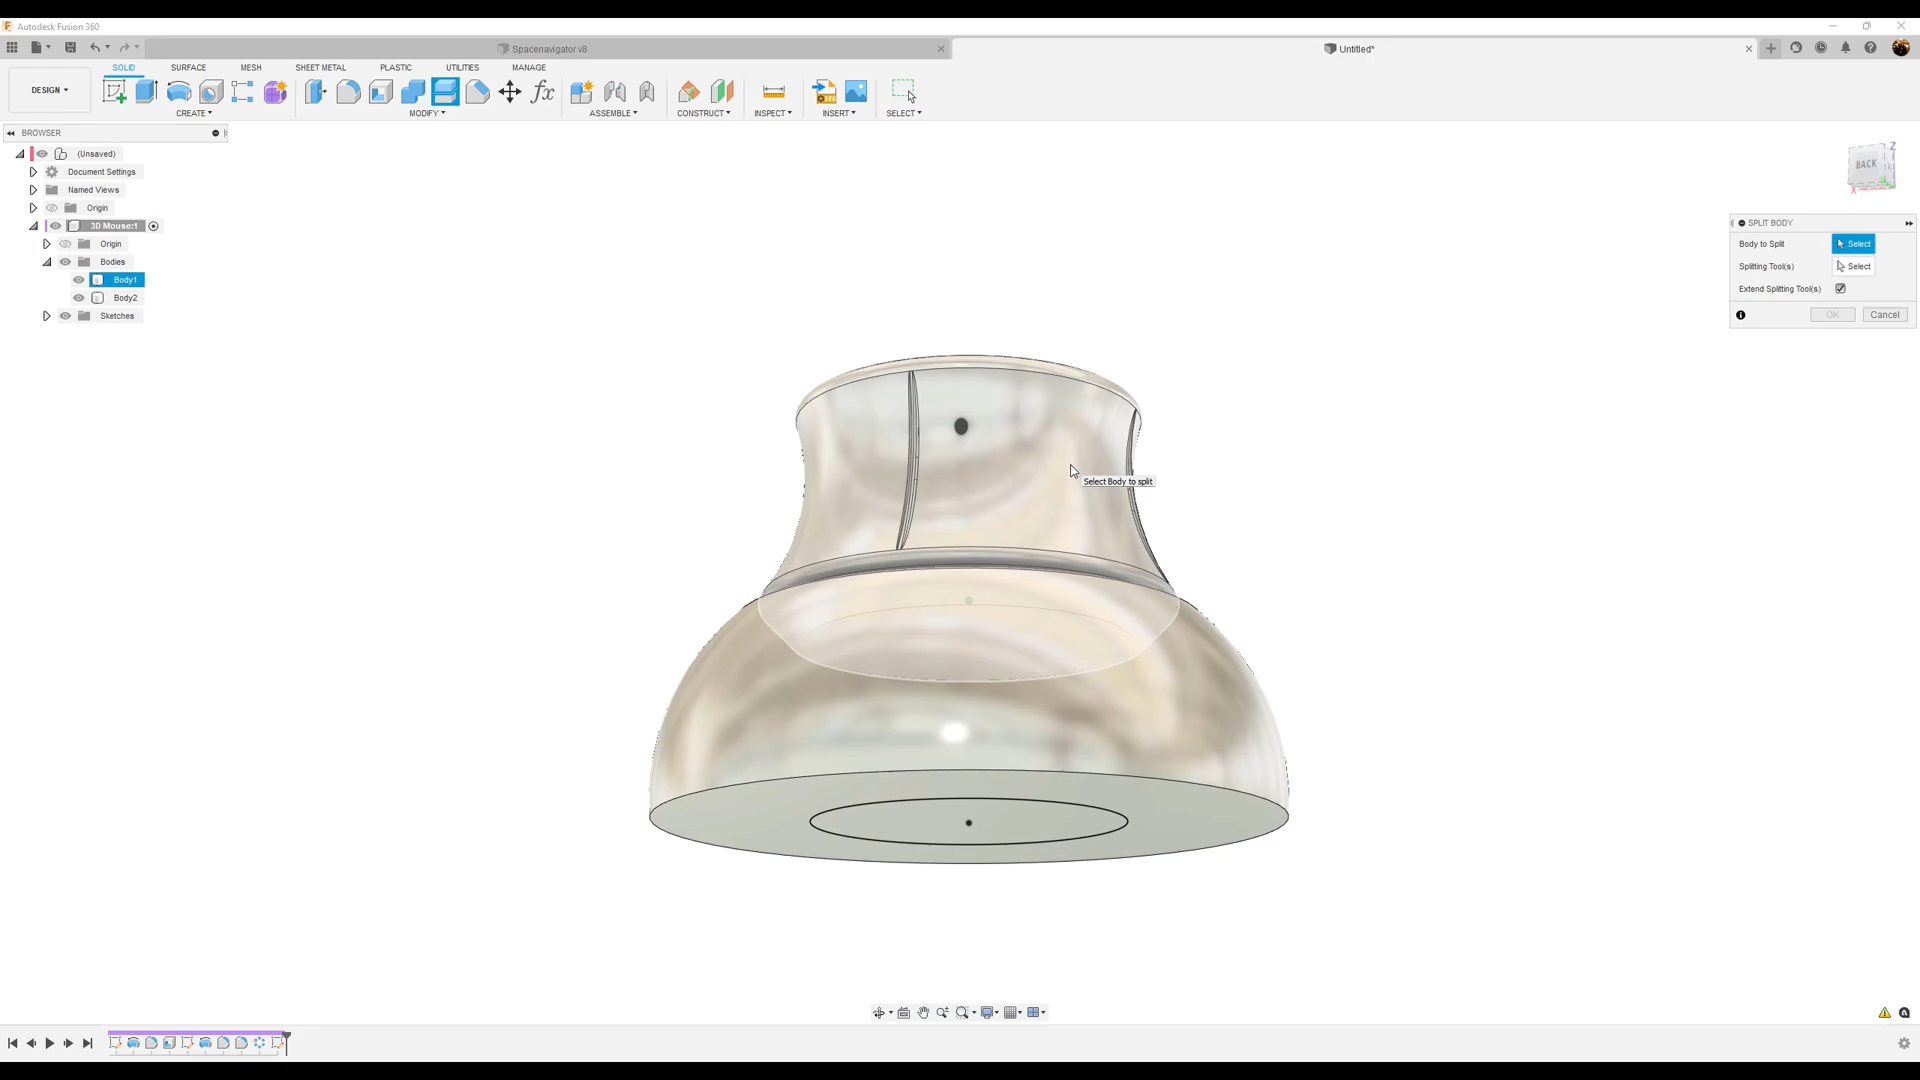 Autodesk Fusion 360
Spacenavigator v8
Untitled*
DESIGN
SOLID
SURFACE
MESH
SHEET METAL
PLASTIC
UTILITIES
MANAGE
CREATE
MODIFY
ASSEMBLE
CONSTRUCT
INSPECT
INSERT
SELECT
BROWSER
(Unsaved)
Document Settings
Named Views
Origin
3D Mouse:1
Origin
Bodies
Body1
Body2
Sketches
BACK
Z
X
SPLIT BODY
Body to Split Select
Splitting Tool(s) Select
Extend Splitting Tool(s)
OK Cancel
Select Body to split